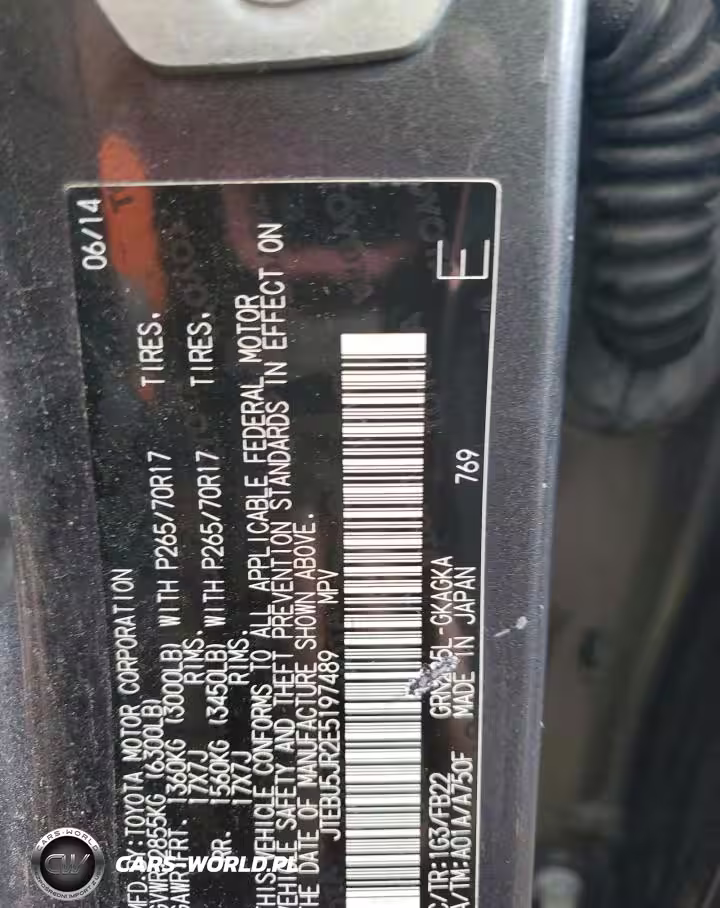 MFD. BY:TOYOTA MOTOR CORPORATION 06/14
GVWR 2855KG (6300LB)
GAWR FRT. 1360KG (3000LB) WITH P265/70R17 TIRES.
17X7J RIMS.
RR. 1560KG (3450LB) WITH P265/70R17 TIRES.
17X7J RIMS.
THIS VEHICLE CONFORMS TO ALL APPLICABLE FEDERAL MOTOR
VEHICLE SAFETY AND THEFT PREVENTION STANDARDS IN EFFECT ON
THE DATE OF MANUFACTURE SHOWN ABOVE.
JTEBU5JR2E5197489 MPV
E
C/TR:1G3/FB22
A/TM:A01A/A750F MADE IN JAPAN 769
CARS-WORLD
CW
CARS-WORLD.PL